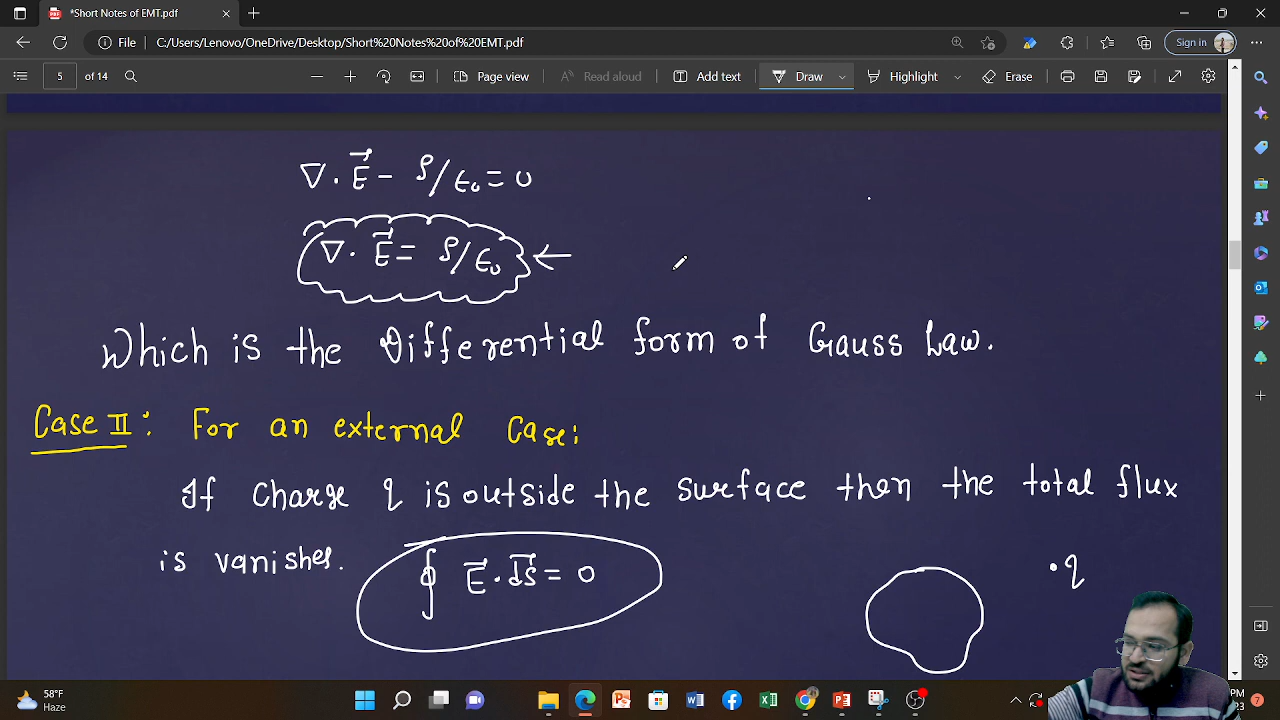 *Short Notes of EMT.pdf
File C:/Users/Lenovo/OneDrive/Desktop/Short%20Notes%20of%20EMT.pdf Sign in
5 of 14 Page view Read aloud Add text Draw Highlight Erase
∇·E⃗ − ρ/ε₀ = 0
∇·E⃗ = ρ/ε₀ ←
Which is the Differential form of Gauss Law.
Case II: For an external Case:
If charge q is outside the surface then the total flux
is vanishes. ∮ E⃗·ds⃗ = 0
•q
58°F
Haze